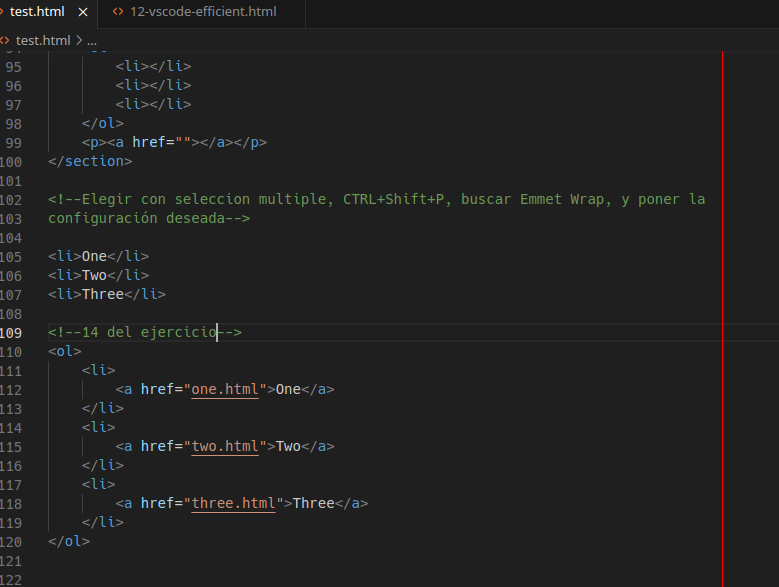 test.html
12-vscode-efficient.html
test.html > ...
95 <li></li>
96 <li></li>
97 <li></li>
98 </ol>
99 <p><a href=""></a></p>
100 </section>
101
102 <!--Elegir con seleccion multiple, CTRL+Shift+P, buscar Emmet Wrap, y poner la
103 configuración deseada-->
104
105 <li>One</li>
106 <li>Two</li>
107 <li>Three</li>
108
109 <!--14 del ejercicio-->
110 <ol>
111 <li>
112 <a href="one.html">One</a>
113 </li>
114 <li>
115 <a href="two.html">Two</a>
116 </li>
117 <li>
118 <a href="three.html">Three</a>
119 </li>
120 </ol>
121
122